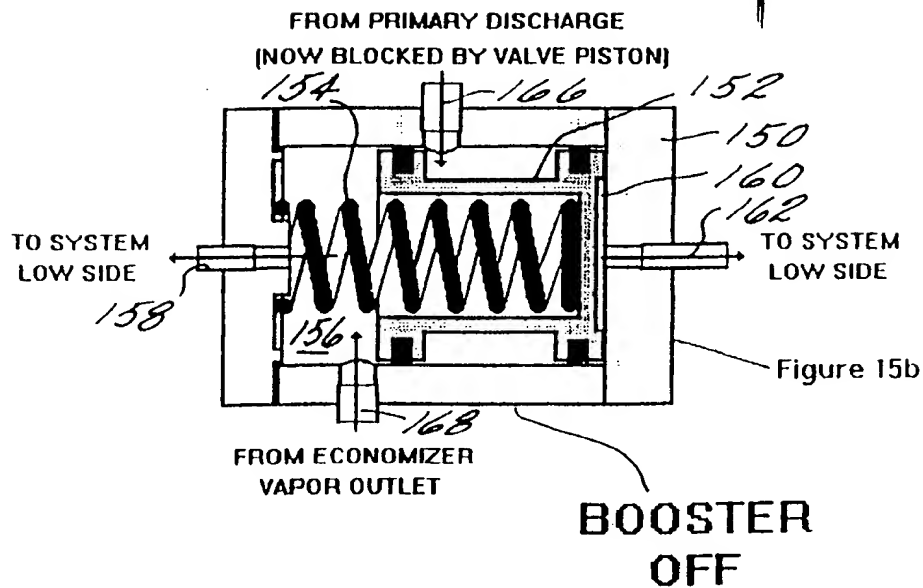 FROM PRIMARY DISCHARGE
(NOW BLOCKED BY VALVE PISTON)
154
166
152
150
160
162
TO SYSTEM
LOW SIDE
TO SYSTEM
LOW SIDE
158
156
Figure 15b
168
FROM ECONOMIZER
VAPOR OUTLET
BOOSTER
OFF